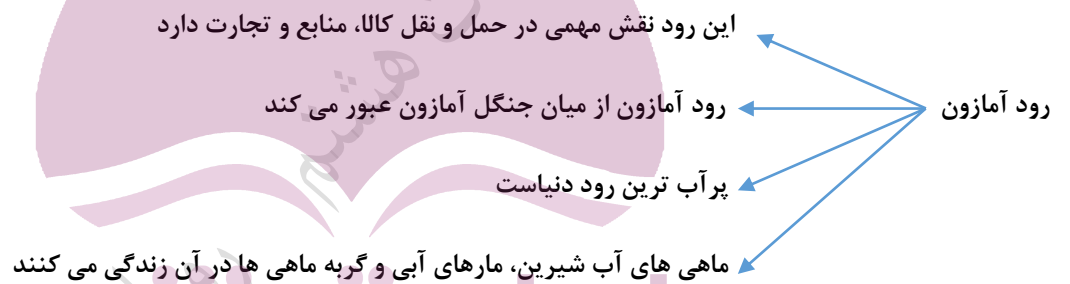 این رود نقش مهمی در حمل و نقل کالا، منابع و تجارت دارد
رود آمازون
رود آمازون از میان جنگل آمازون عبور می کند
پرآب ترین رود دنیاست
ماهی های آب شیرین، مارهای آبی و گربه ماهی ها در آن زندگی می کنند
هشتم